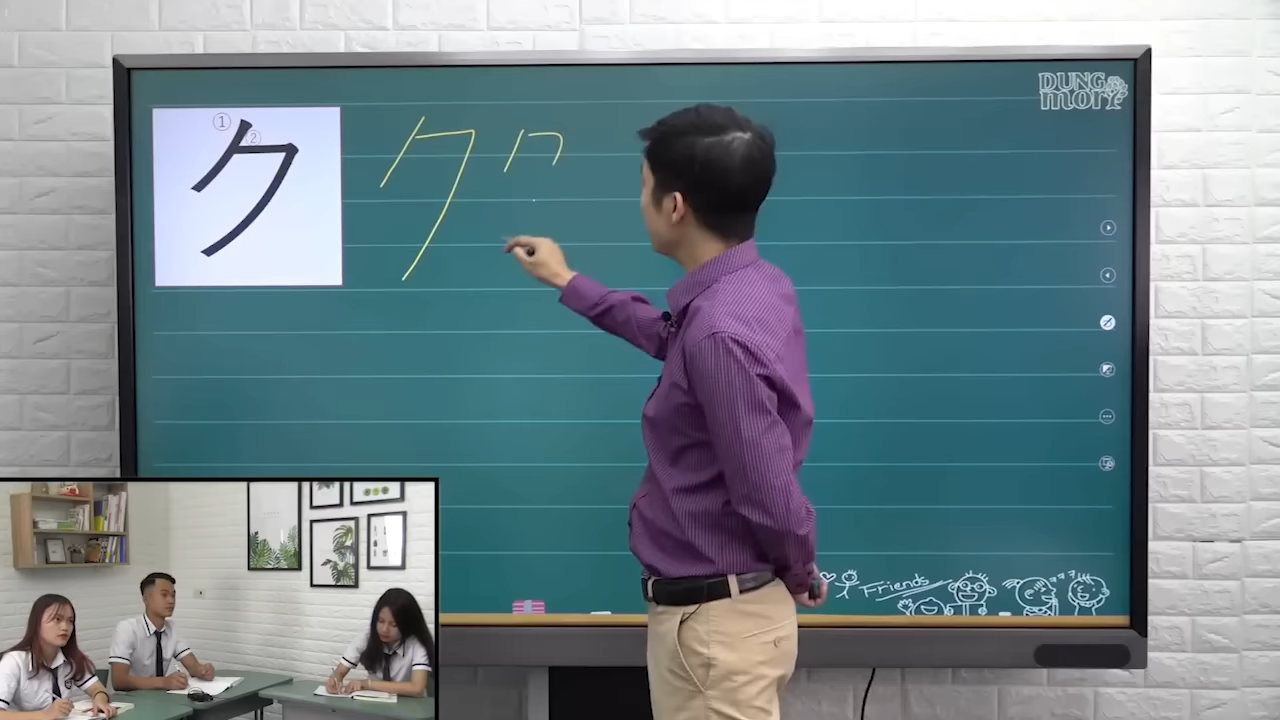 ① ② ク ク
DUNG
mori
Friends